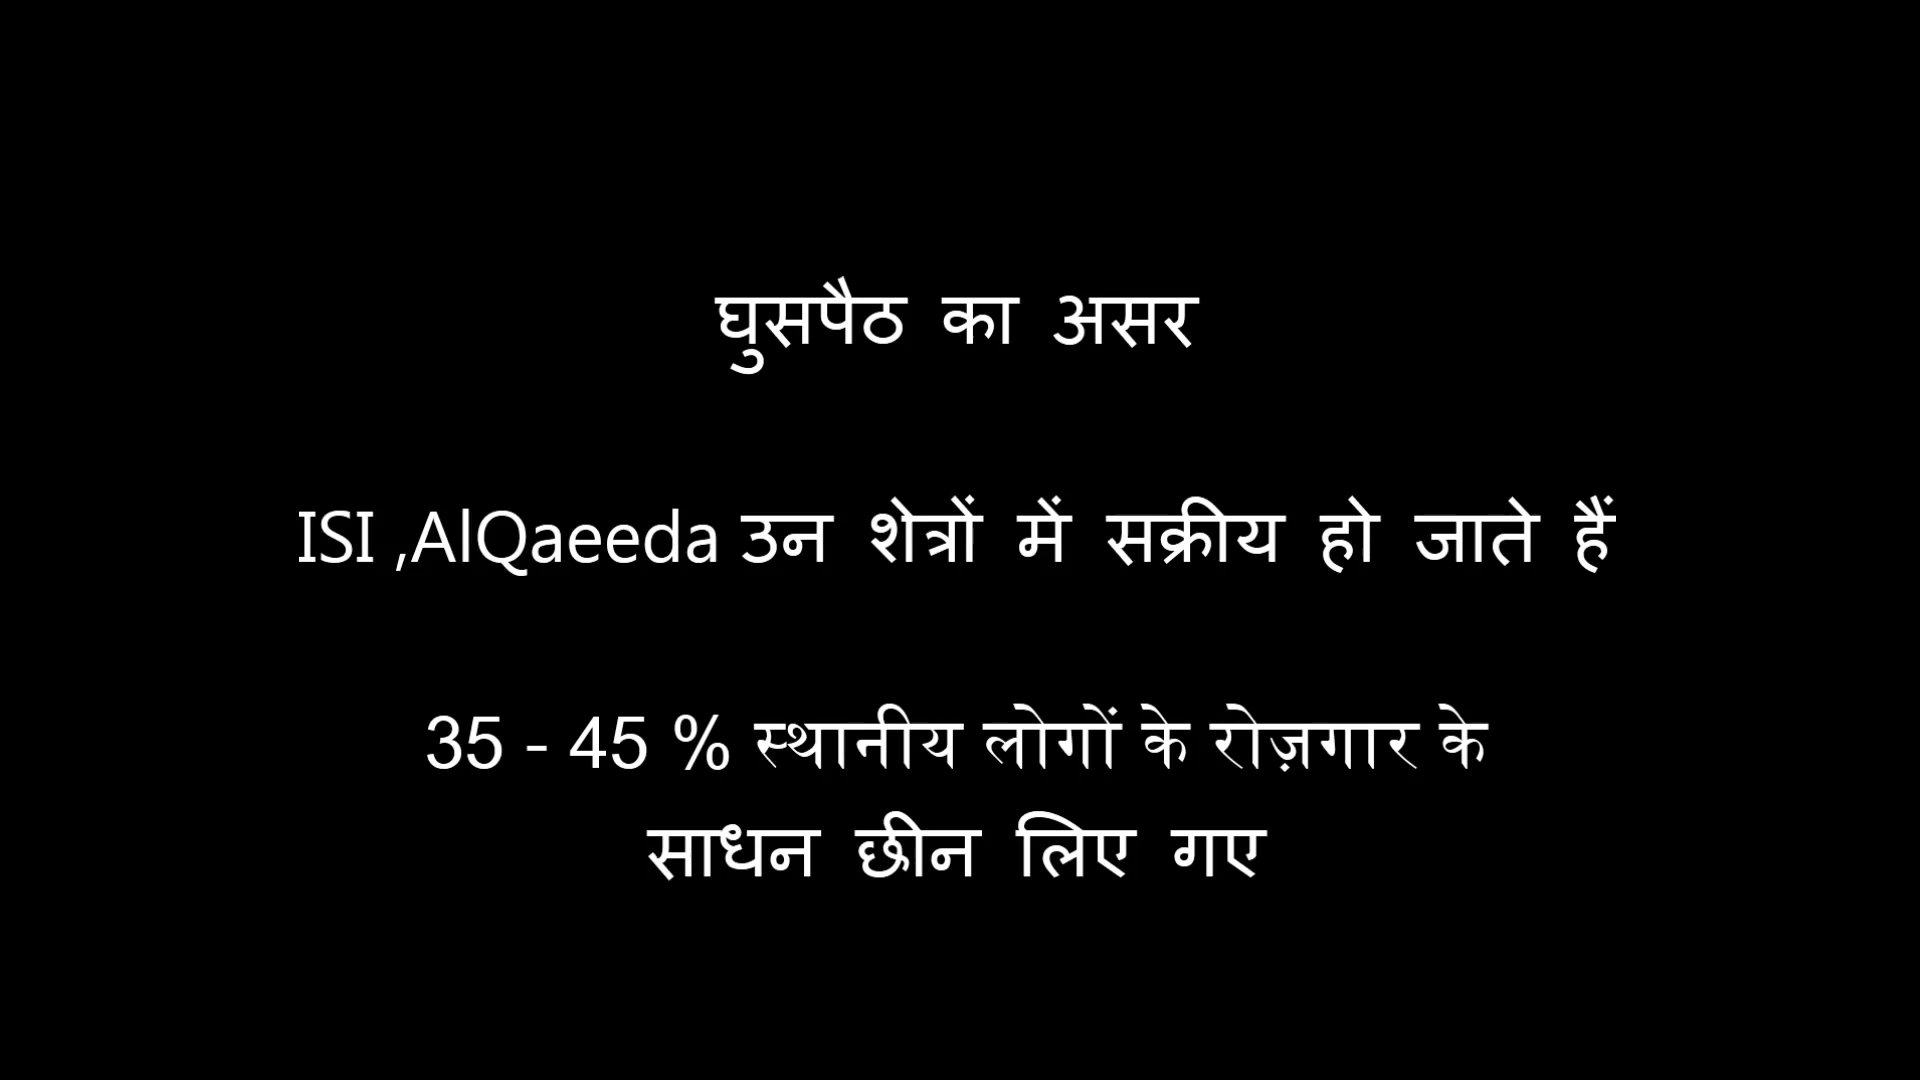 घुसपैठ का असर
ISI ,AlQaeeda उन शेत्रों में सक्रीय हो जाते हैं
35 - 45 % स्थानीय लोगों के रोज़गार के
साधन छीन लिए गए